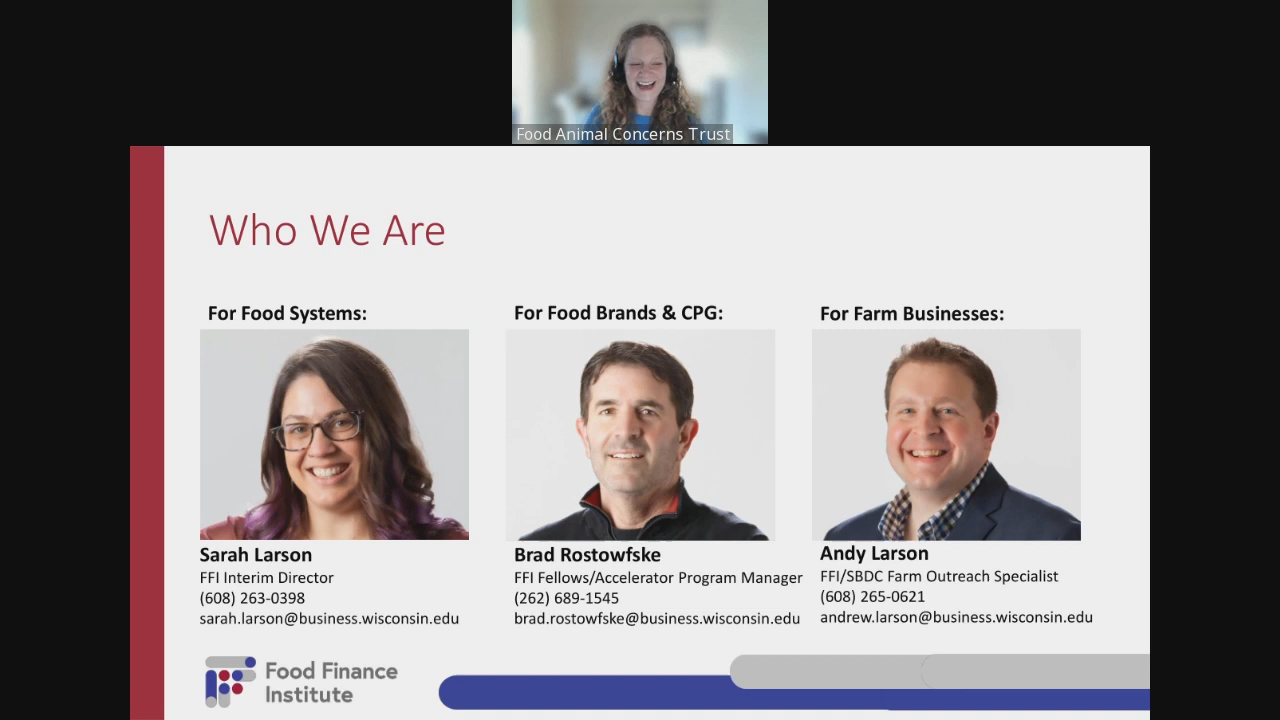 Food Animal Concerns Trust
Who We Are
For Food Systems:
For Food Brands & CPG:
For Farm Businesses:
Sarah Larson
FFI Interim Director
(608) 263-0398
sarah.larson@business.wisconsin.edu
Brad Rostowfske
FFI Fellows/Accelerator Program Manager
(262) 689-1545
brad.rostowfske@business.wisconsin.edu
Andy Larson
FFI/SBDC Farm Outreach Specialist
(608) 265-0621
andrew.larson@business.wisconsin.edu
Food Finance
Institute